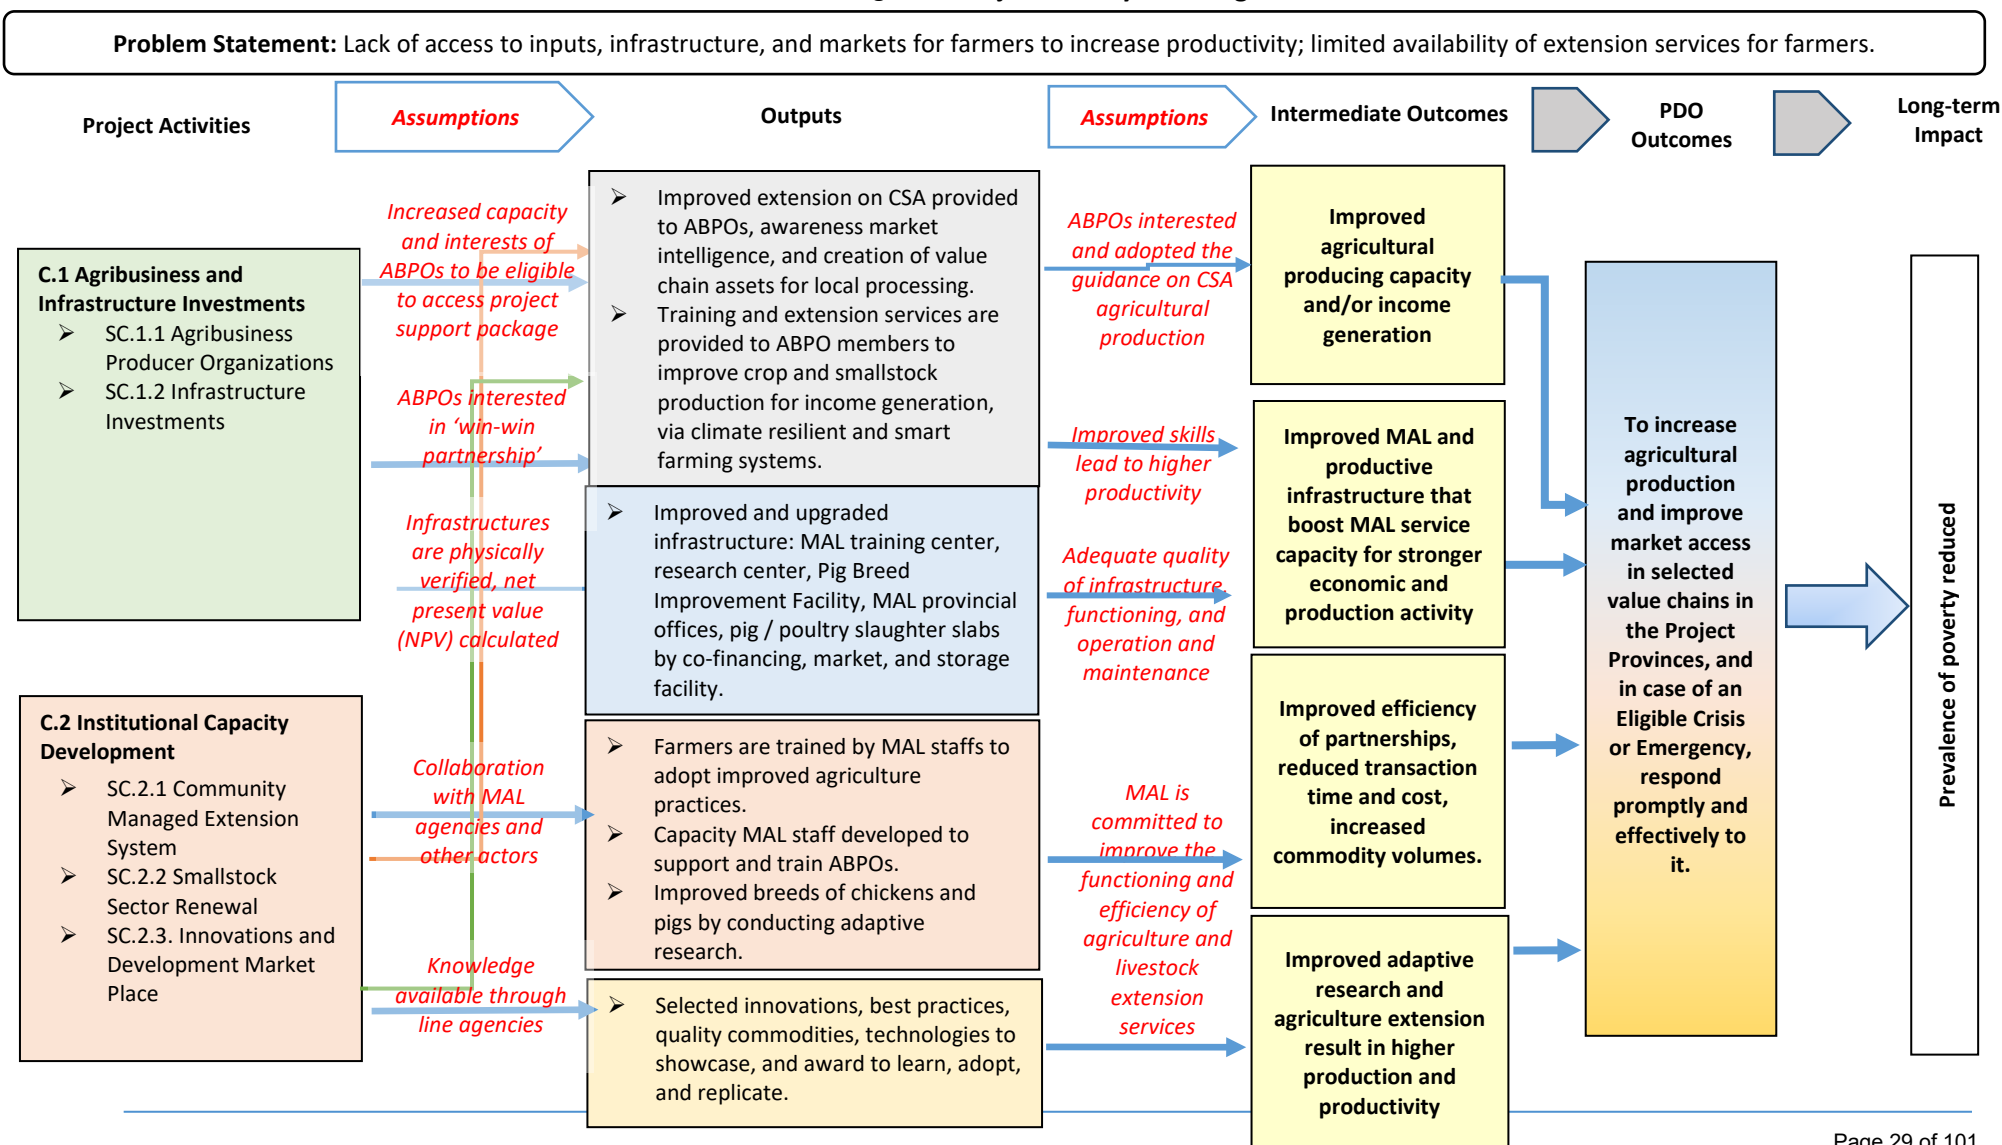 Problem Statement: Lack of access to inputs, infrastructure, and markets for farmers to increase productivity; limited availability of extension services for farmers.
Project Activities
Assumptions
Outputs
Assumptions
Intermediate Outcomes
PDO
Outcomes
Long-term
Impact
C.1 Agribusiness and
Infrastructure Investments
➢ SC.1.1 Agribusiness
Producer Organizations
➢ SC.1.2 Infrastructure
Investments
C.2 Institutional Capacity
Development
➢ SC.2.1 Community
Managed Extension
System
➢ SC.2.2 Smallstock
Sector Renewal
➢ SC.2.3. Innovations and
Development Market
Place
Increased capacity
and interests of
ABPOs to be eligible
to access project
support package
ABPOs interested
in ‘win-win
partnership’
Infrastructures
are physically
verified, net
present value
(NPV) calculated
Collaboration
with MAL
agencies and
other actors
Knowledge
available through
line agencies
➢ Improved extension on CSA provided
to ABPOs, awareness market
intelligence, and creation of value
chain assets for local processing.
➢ Training and extension services are
provided to ABPO members to
improve crop and smallstock
production for income generation,
via climate resilient and smart
farming systems.
➢ Improved and upgraded
infrastructure: MAL training center,
research center, Pig Breed
Improvement Facility, MAL provincial
offices, pig / poultry slaughter slabs
by co-financing, market, and storage
facility.
➢ Farmers are trained by MAL staffs to
adopt improved agriculture
practices.
➢ Capacity MAL staff developed to
support and train ABPOs.
➢ Improved breeds of chickens and
pigs by conducting adaptive
research.
➢ Selected innovations, best practices,
quality commodities, technologies to
showcase, and award to learn, adopt,
and replicate.
ABPOs interested
and adopted the
guidance on CSA
agricultural
production
Improved skills
lead to higher
productivity
Adequate quality
of infrastructure,
functioning, and
operation and
maintenance
MAL is
committed to
improve the
functioning and
efficiency of
agriculture and
livestock
extension
services
Improved
agricultural
producing capacity
and/or income
generation
Improved MAL and
productive
infrastructure that
boost MAL service
capacity for stronger
economic and
production activity
Improved efficiency
of partnerships,
reduced transaction
time and cost,
increased
commodity volumes.
Improved adaptive
research and
agriculture extension
result in higher
production and
productivity
To increase
agricultural
production
and improve
market access
in selected
value chains in
the Project
Provinces, and
in case of an
Eligible Crisis
or Emergency,
respond
promptly and
effectively to
it.
Prevalence of poverty reduced
Page 29 of 101